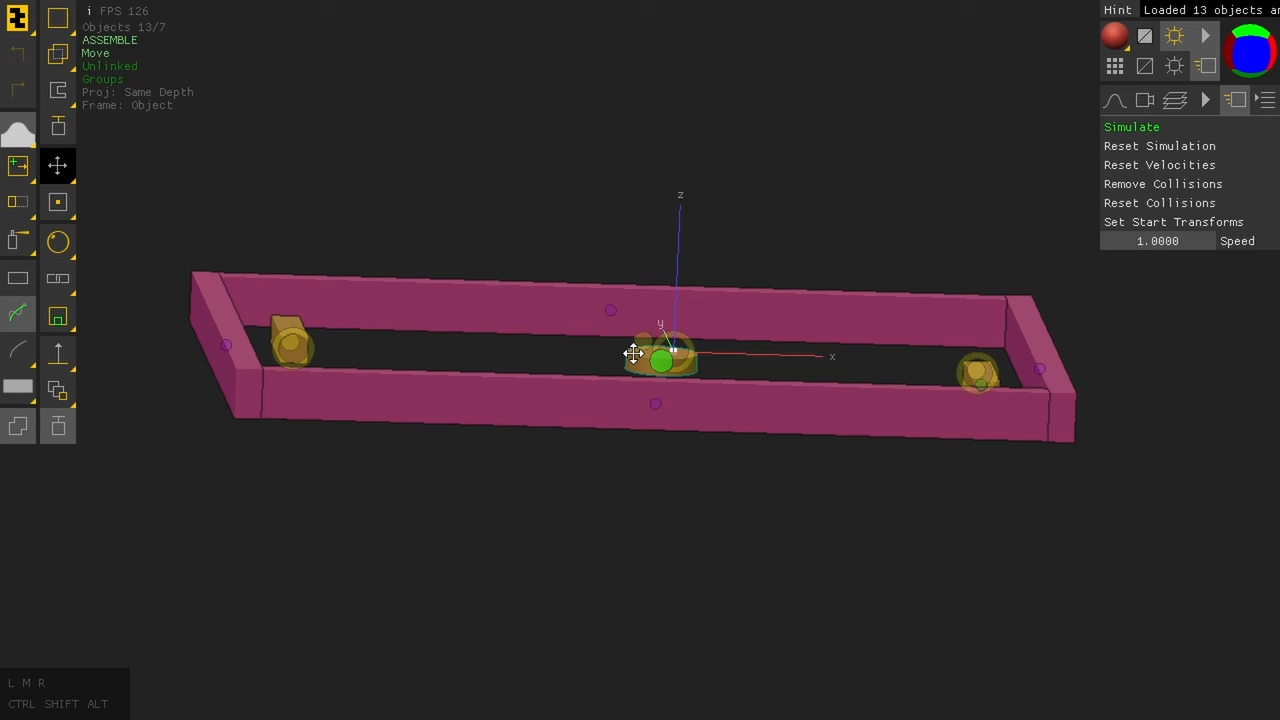 i FPS 126
Objects 13/7
ASSEMBLE
Move
Unlinked
Groups
Proj: Same Depth
Frame: Object
Hint Loaded 13 objects
Simulate
Reset Simulation
Reset Velocities
Remove Collisions
Reset Collisions
Set Start Transforms
1.0000 Speed
z
y
x
L M R
CTRL SHIFT ALT